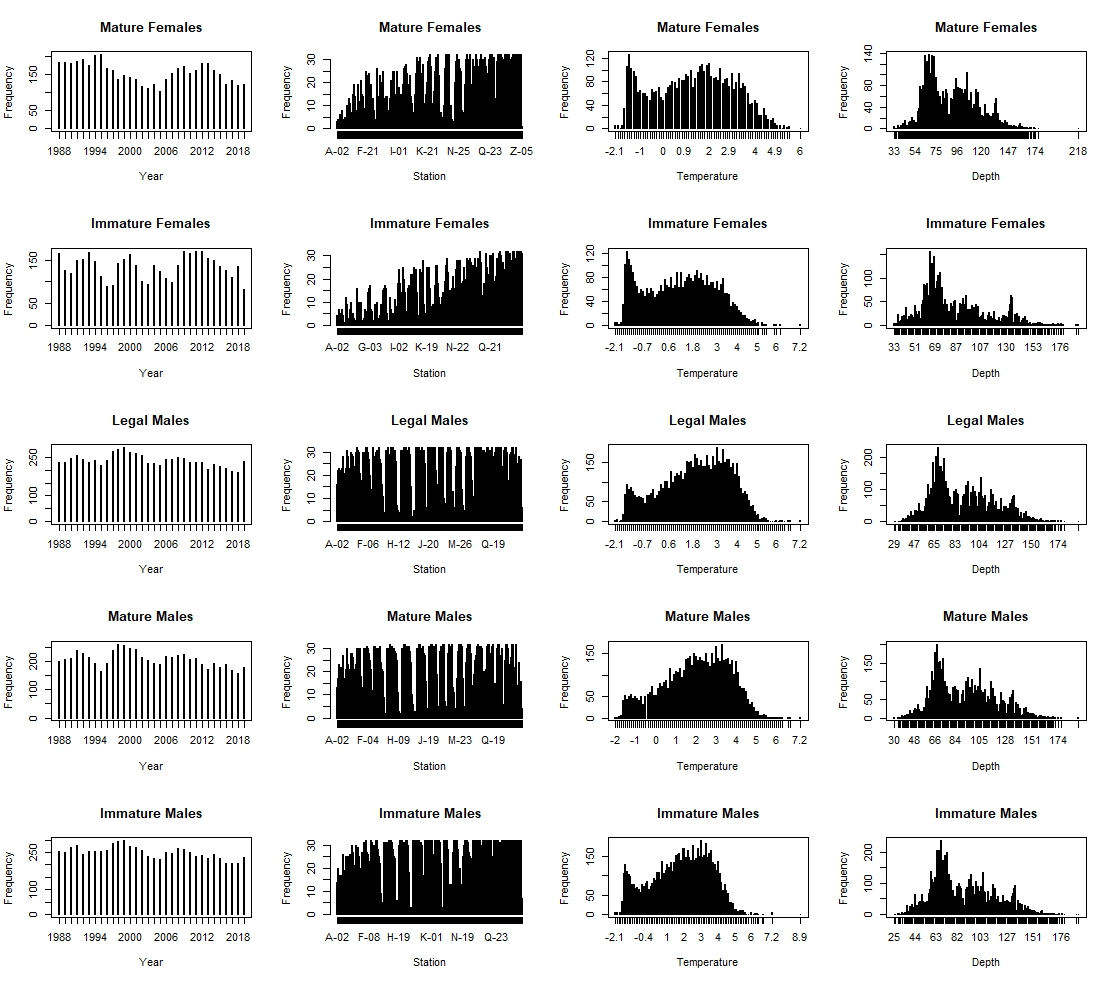 Mature Females Mature Females Mature Females Mature Females
Frequency 0 50 150 Frequency 0 10 20 30 Frequency 0 40 80 120 Frequency 0 40 80 140
1988 1994 2000 2006 2012 2018 A-02 F-21 I-01 K-21 N-25 Q-23 Z-05 -2.1 -1 0 0.9 2 2.9 4 4.9 6 33 54 75 96 120 147 174 218
Year Station Temperature Depth
Immature Females Immature Females Immature Females Immature Females
Frequency 0 50 150 Frequency 0 10 20 30 Frequency 0 40 80 120 Frequency 0 50 100
1988 1994 2000 2006 2012 2018 A-02 G-03 I-02 K-19 N-22 Q-21 -2.1 -0.7 0.6 1.8 3 4 5 6 7.2 33 51 69 87 107 130 153 176
Year Station Temperature Depth
Legal Males Legal Males Legal Males Legal Males
Frequency 0 100 250 Frequency 0 10 20 30 Frequency 0 50 150 Frequency 0 100 200
1988 1994 2000 2006 2012 2018 A-02 F-06 H-12 J-20 M-26 Q-19 -2.1 -0.7 0.6 1.8 3 4 5 6 7.2 29 47 65 83 104 127 150 174
Year Station Temperature Depth
Mature Males Mature Males Mature Males Mature Males
Frequency 0 100 200 Frequency 0 10 20 30 Frequency 0 50 150 Frequency 0 50 150
1988 1994 2000 2006 2012 2018 A-02 F-04 H-09 J-19 M-23 Q-19 -2 -1 0 1 2 3 4 5 6 7.2 30 48 66 84 105 128 151 174
Year Station Temperature Depth
Immature Males Immature Males Immature Males Immature Males
Frequency 0 100 250 Frequency 0 10 20 30 Frequency 0 50 150 Frequency 0 100 200
1988 1994 2000 2006 2012 2018 A-02 F-08 H-19 K-01 N-19 Q-23 -2.1 -0.4 1 2 3 4 5 6 7.2 8.9 25 44 63 82 103 127 151 176
Year Station Temperature Depth